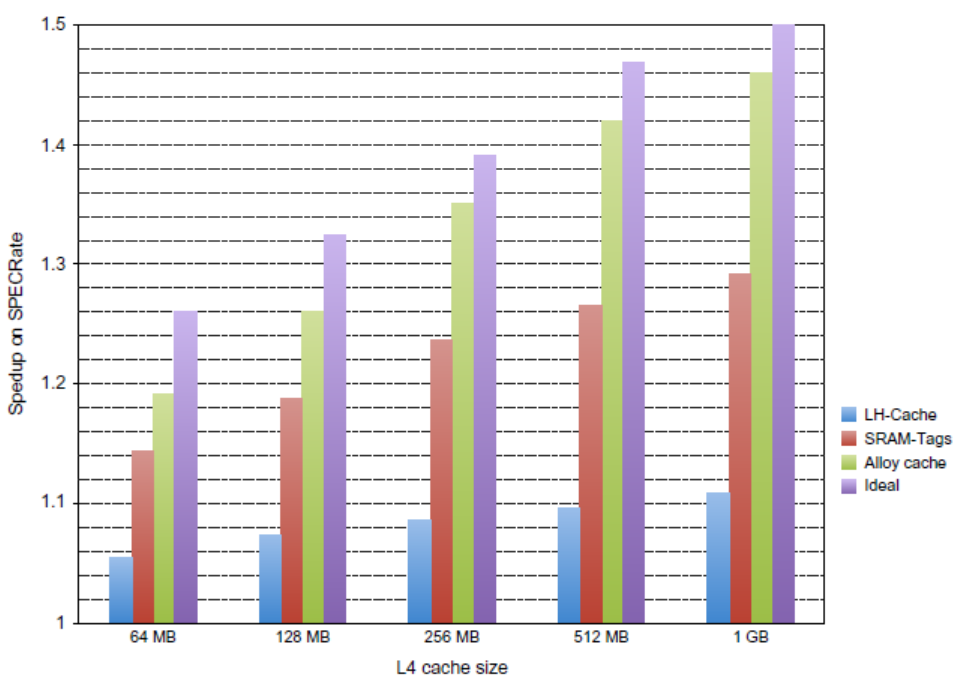 1.5
1.4
1.3
1.2
1.1
1
Spedup on SPECRate
64 MB
128 MB
256 MB
512 MB
1 GB
L4 cache size
LH-Cache
SRAM-Tags
Alloy cache
Ideal